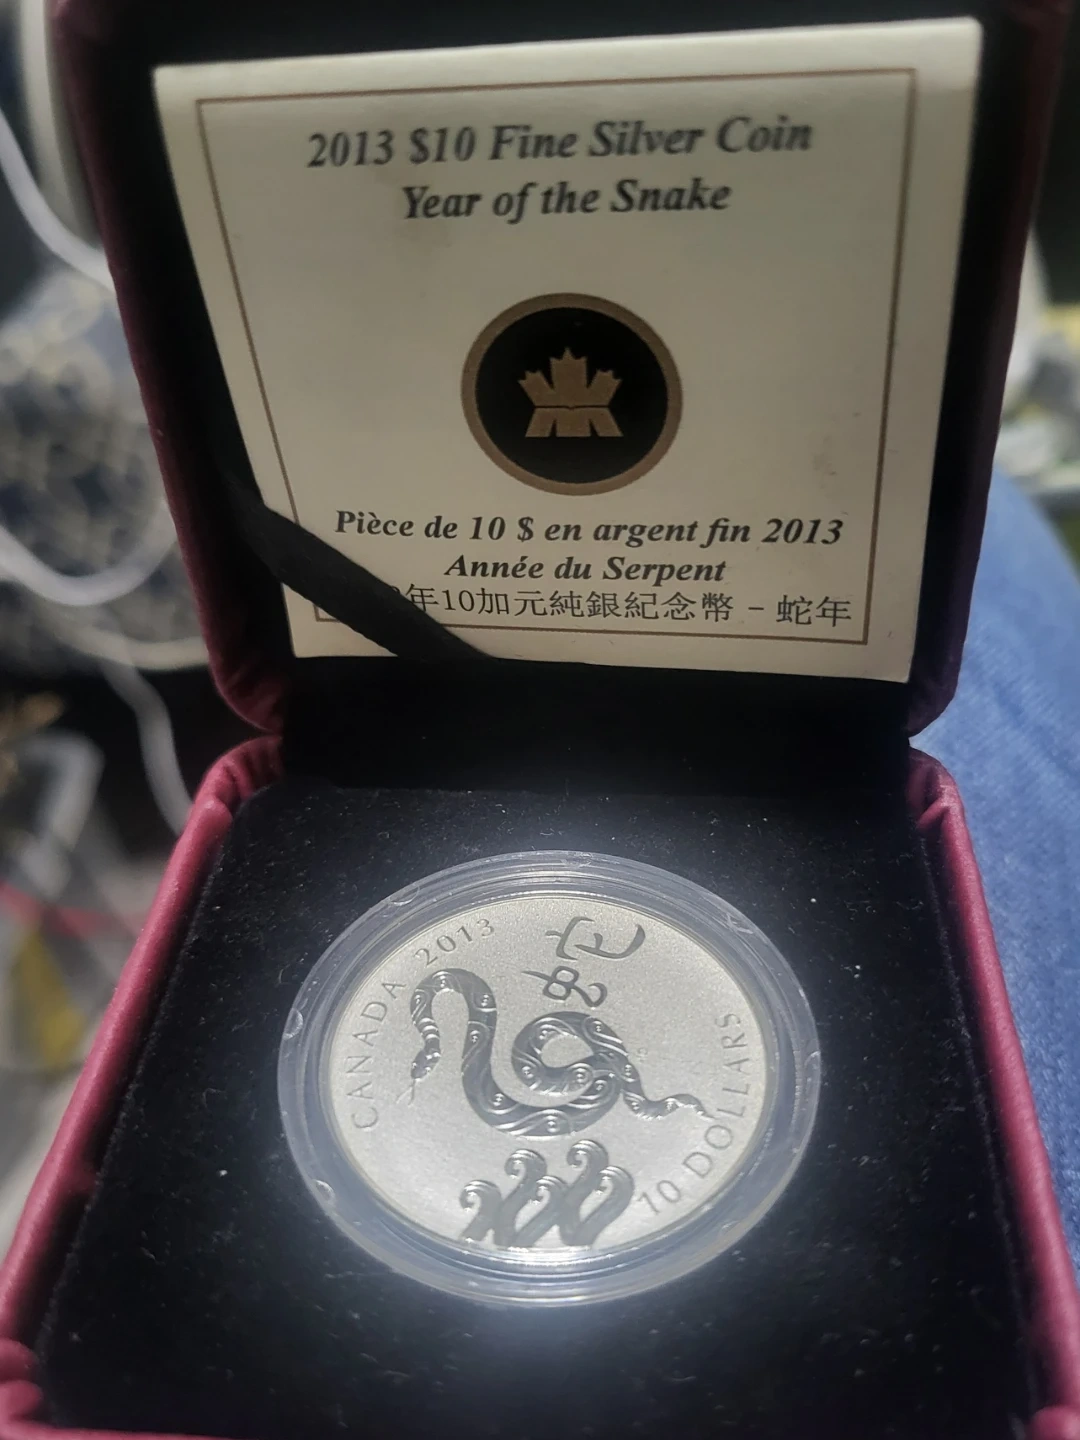 2013 $10 Fine Silver Coin
Year of the Snake
Pièce de 10 $ en argent fin 2013
Année du Serpent
年10加元純銀紀念幣 - 蛇年
CANADA 2013
蛇
10 DOLLARS